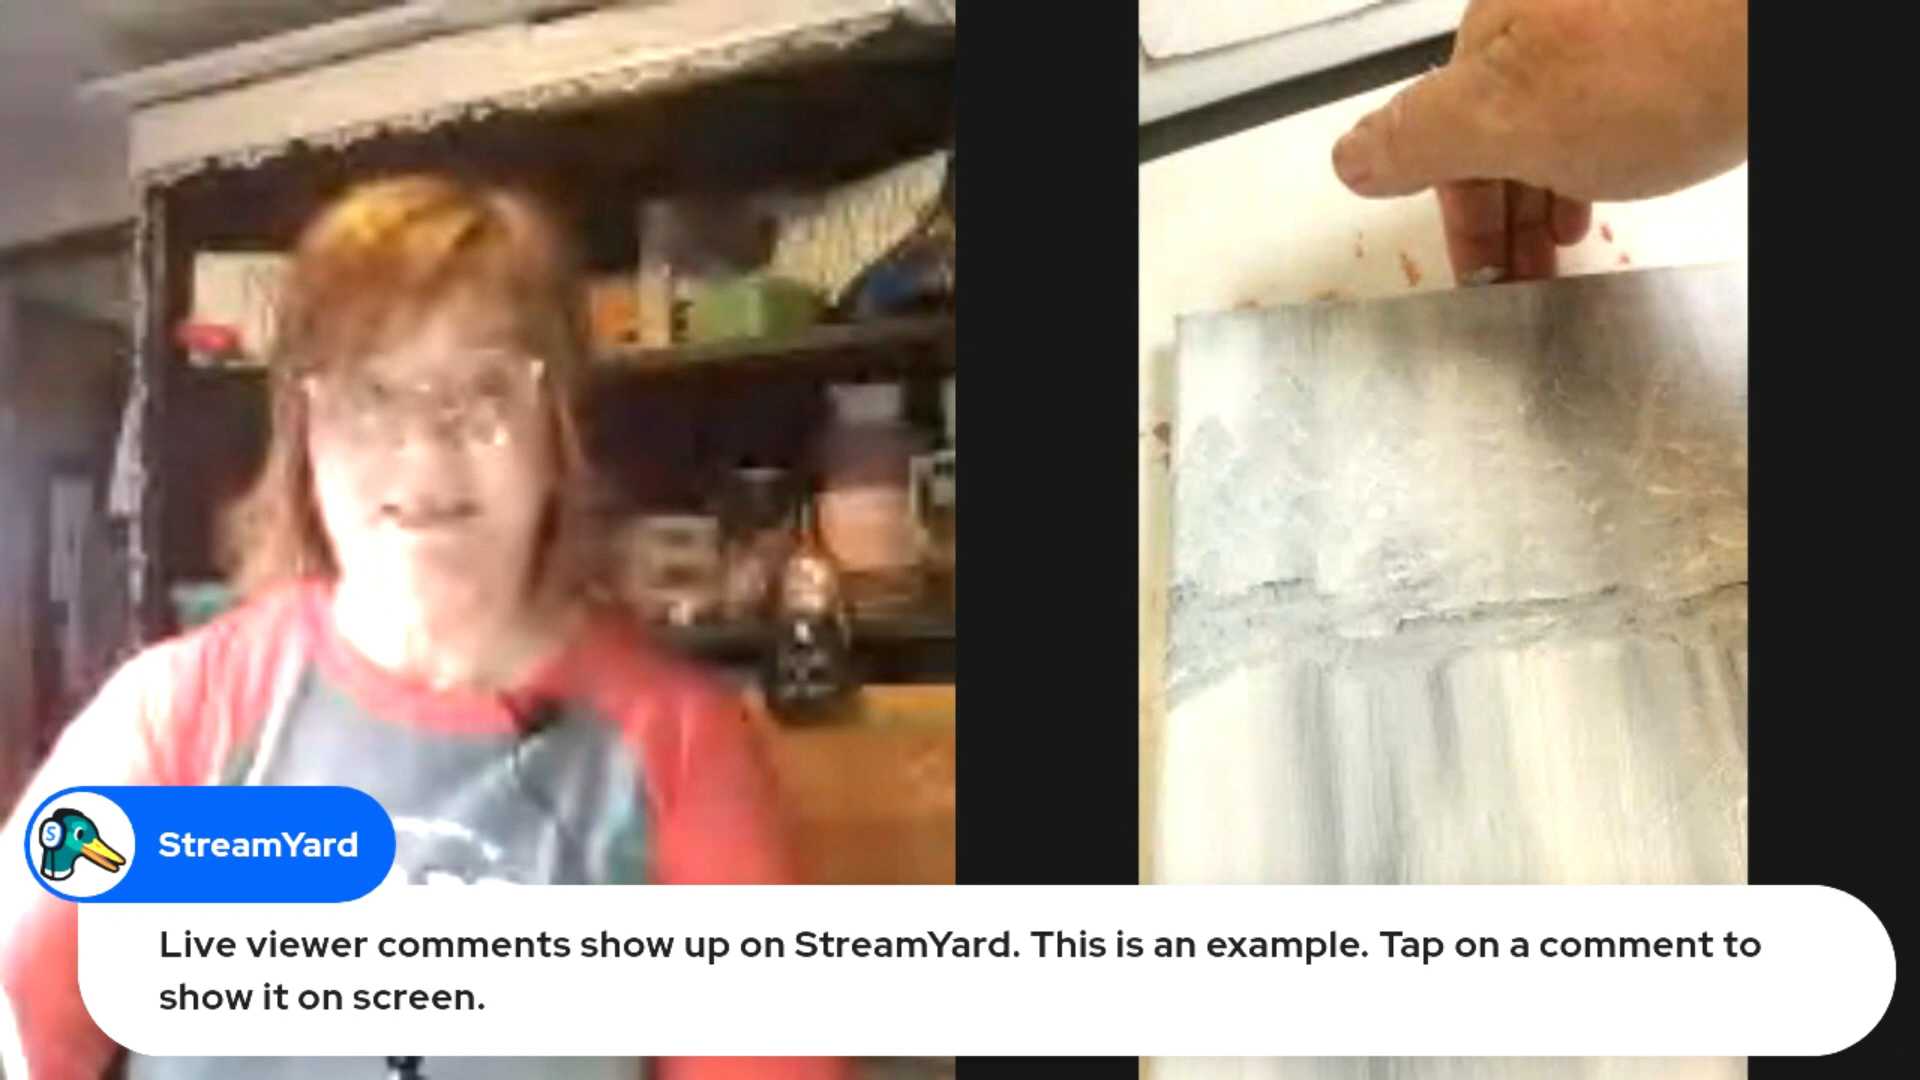 StreamYard
Live viewer comments show up on StreamYard. This is an example. Tap on a comment to
show it on screen.